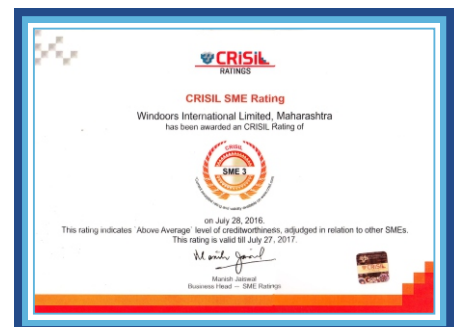 CRISIL
RATINGS
CRISIL SME Rating
Windoors International Limited, Maharashtra
has been awarded an CRISIL Rating of
CRISIL
SME 3
on July 28, 2016.
This rating indicates `Above Average` level of creditworthiness, adjudged in relation to other SMEs.
This rating is valid till July 27, 2017.
Manish Jaiswal
Business Head — SME Ratings
CRISIL